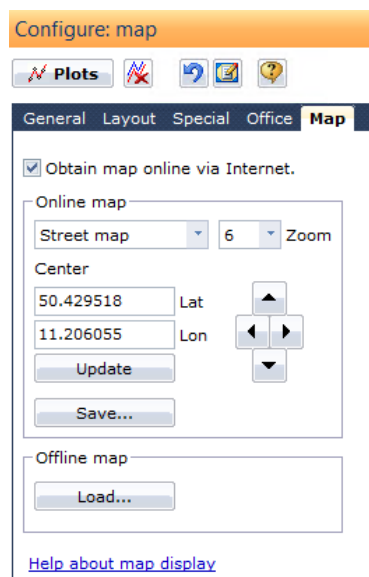 Configure: map
Plots
General Layout Special Office Map
Obtain map online via Internet.
Online map
Street map 6 Zoom
Center
50.429518 Lat
11.206055 Lon
Update
Save...
Offline map
Load...
Help about map display